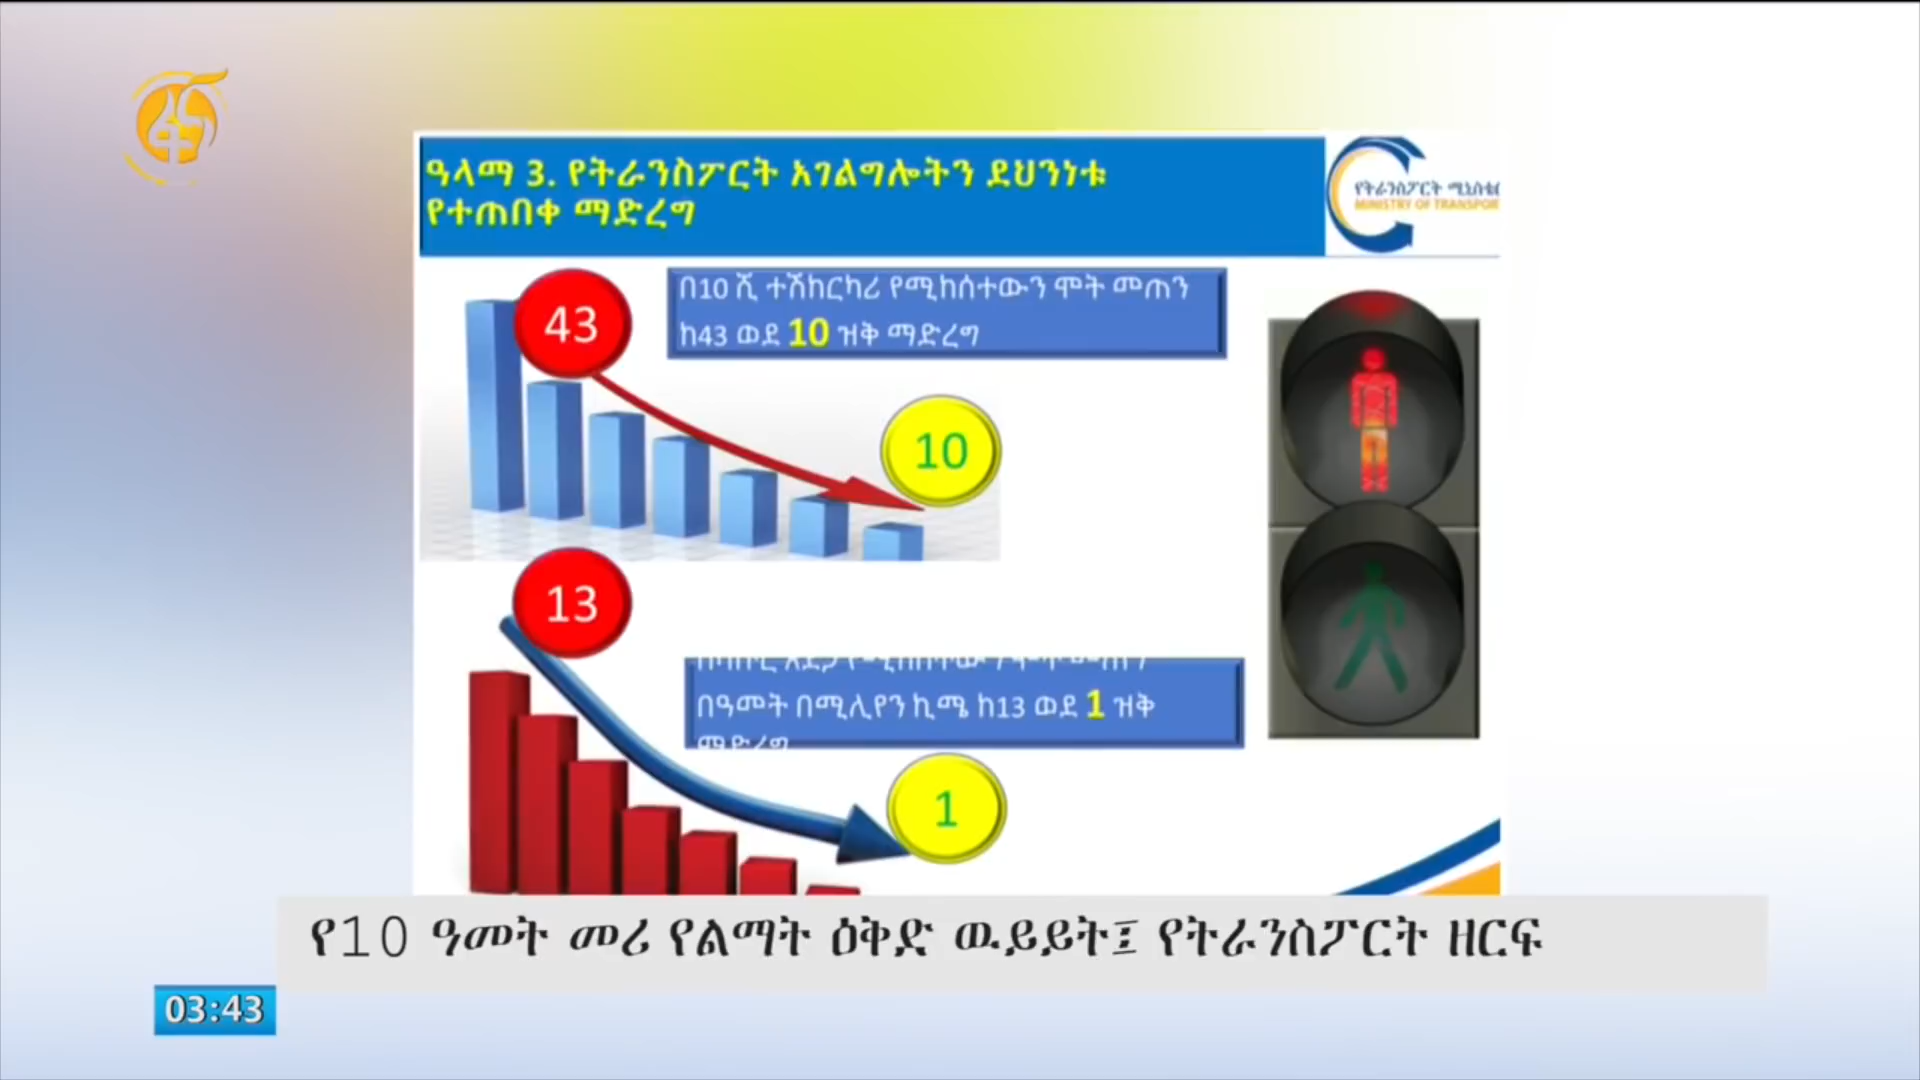 ዓላማ 3. የትራንስፖርት አገልግሎትን ደህንነቱ
የተጠበቀ ማድረግ
የትራንስፖርት ሚኒስቴር
MINISTRY OF TRANSPOR
43
በ10 ሺ ተሽከርካሪ የሚከሰተውን ሞት መጠን
ከ43 ወደ 10 ዝቅ ማድረግ
10
13
በዓመት በሚሊየን ኪሜ ከ13 ወደ 1 ዝቅ
ማድረግ
1
የ10 ዓመት መሪ የልማት ዕቅድ ዉይይት፤ የትራንስፖርት ዘርፍ
03:43